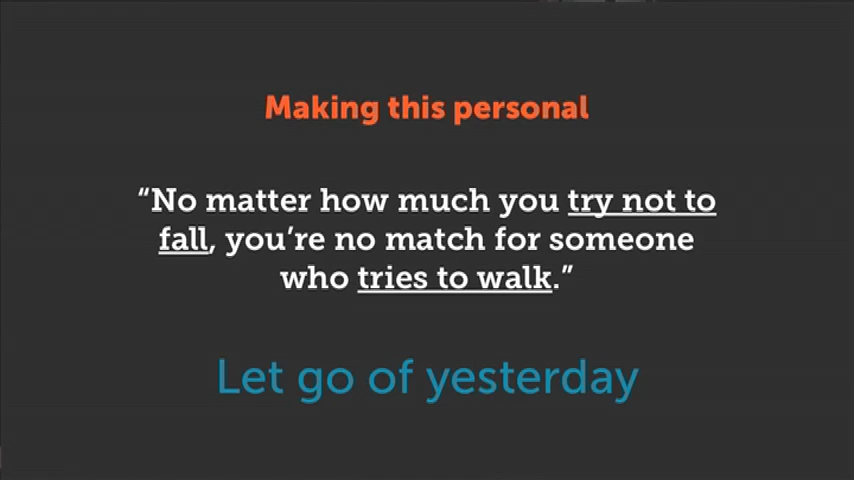 Making this personal
“No matter how much you try not to
fall, you’re no match for someone
who tries to walk.”
Let go of yesterday